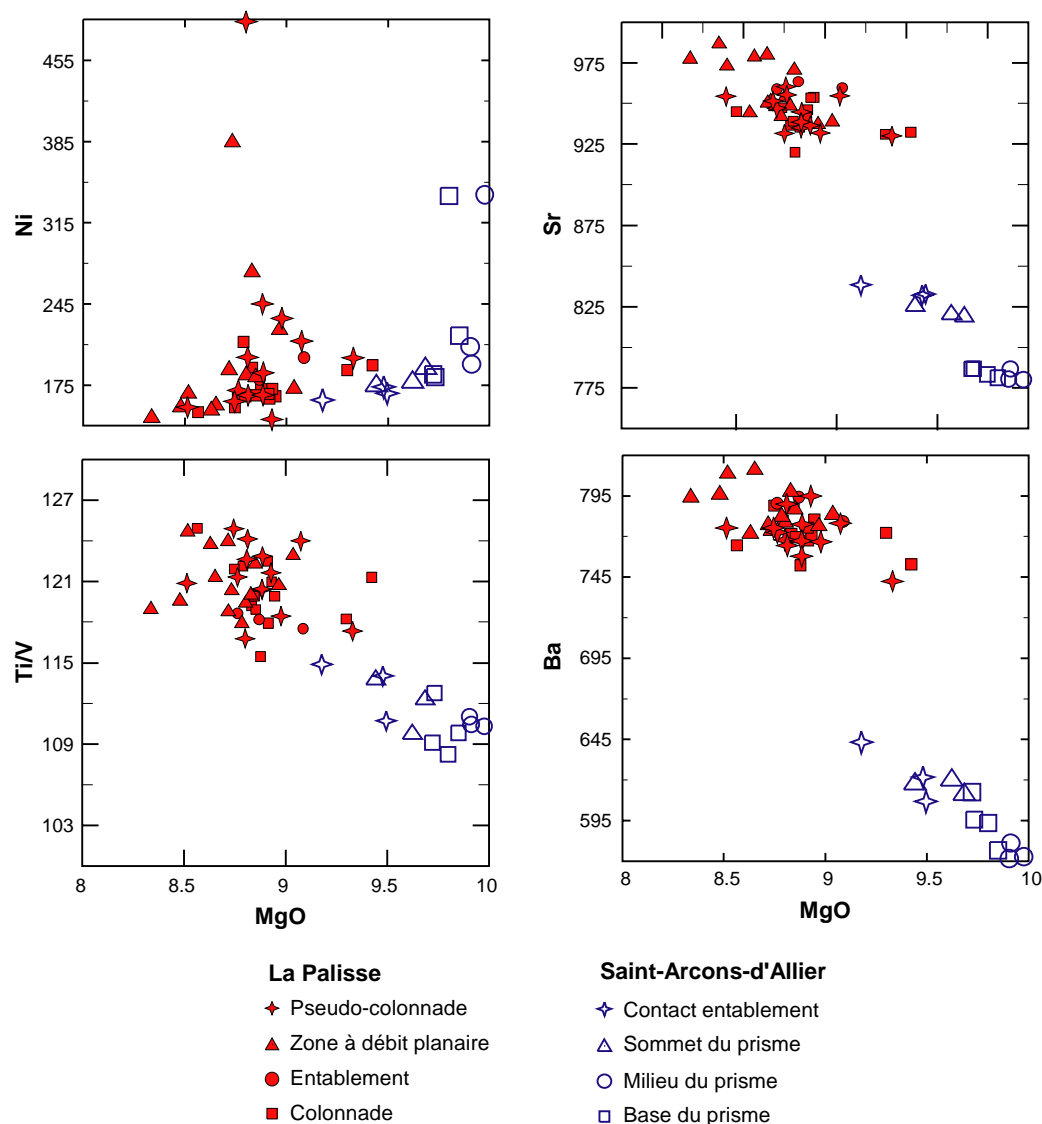 455
385
315
245
175
Ni
975
925
875
825
775
Sr
127
121
115
109
103
Ti/V
8
8.5
9
9.5
10
MgO
795
745
695
645
595
Ba
8
8.5
9
9.5
10
MgO
La Palisse
Pseudo-colonnade
Zone à débit planaire
Entablement
Colonnade
Saint-Arcons-d'Allier
Contact entablement
Sommet du prisme
Milieu du prisme
Base du prisme